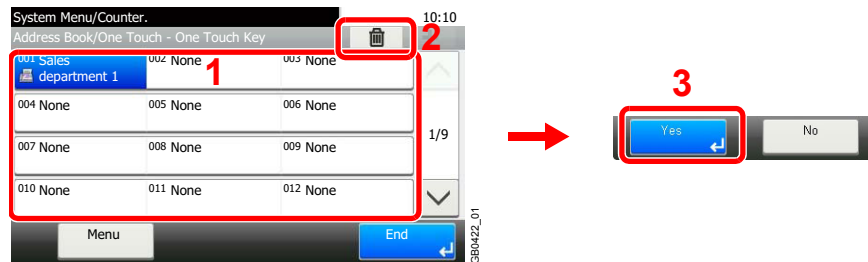 System Menu/Counter. 10:10
Address Book/One Touch - One Touch Key 2
001 Sales department 1
002 None 1
003 None
004 None
005 None
006 None
007 None
008 None
009 None
010 None
011 None
012 None
1/9
Menu
End
GB0422_01
3
Yes
No